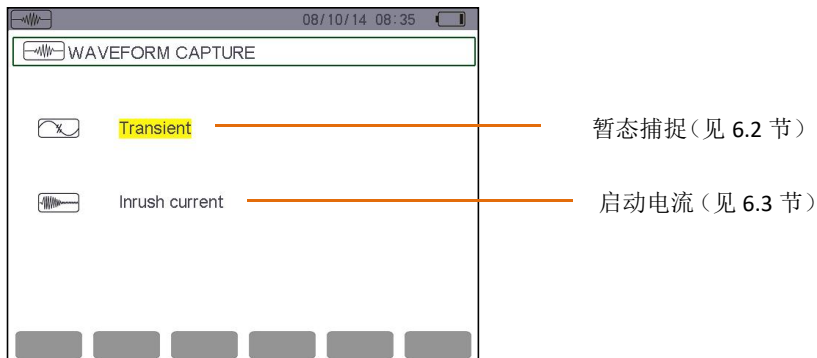 08/10/14 08:35
WAVEFORM CAPTURE
Transient
暂态捕捉（见 6.2 节）
Inrush current
启动电流（见 6.3 节）